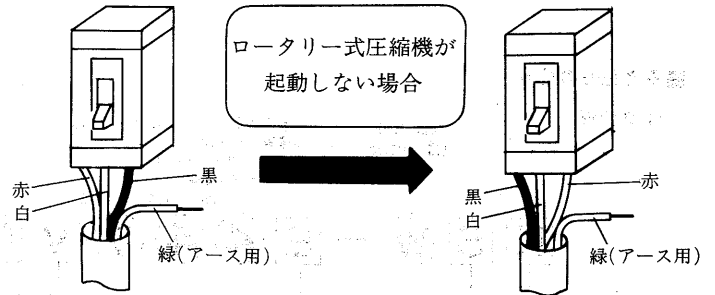 ロータリー式圧縮機が
起動しない場合
赤
白
黒
緑(アース用)
黒
白
赤
緑(アース用)